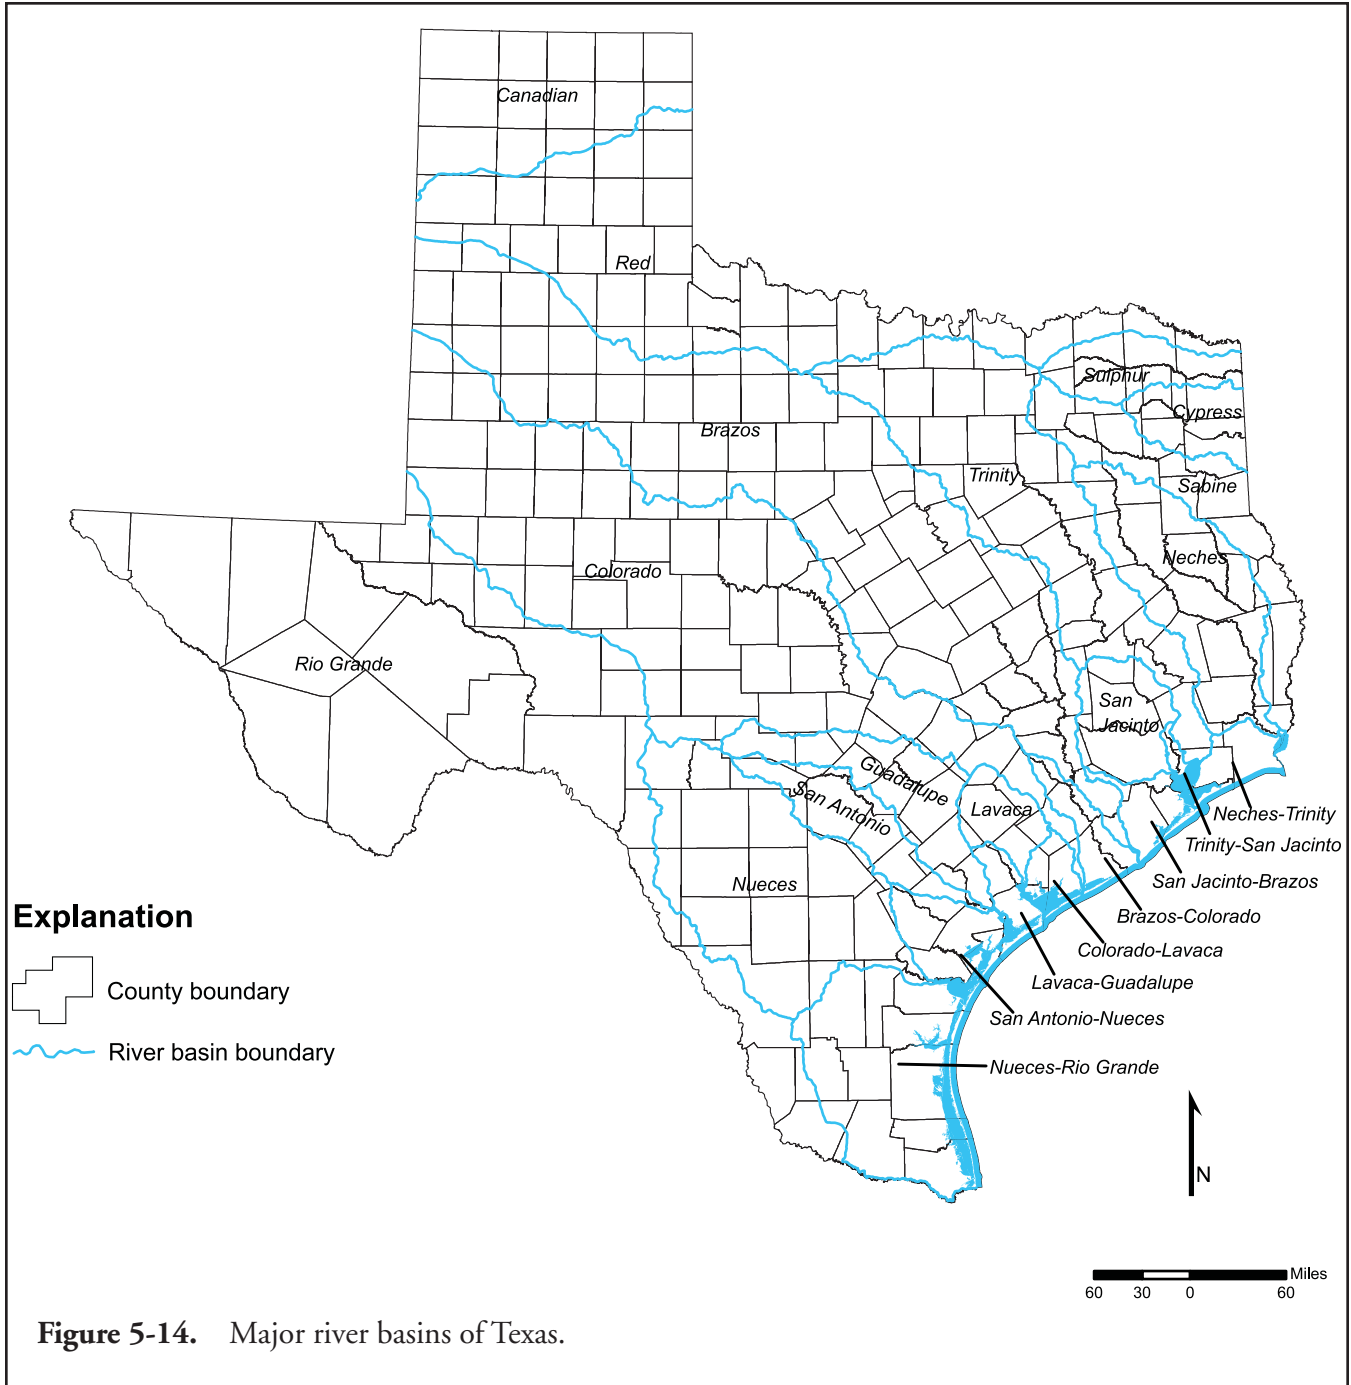 Canadian
Red
Sulphur
Cypress
Brazos
Trinity
Sabine
Neches
Colorado
Rio Grande
San
Jacinto
Guadalupe
San Antonio
Lavaca
Neches-Trinity
Trinity-San Jacinto
San Jacinto-Brazos
Nueces
Brazos-Colorado
Colorado-Lavaca
Lavaca-Guadalupe
San Antonio-Nueces
Nueces-Rio Grande
Explanation
County boundary
River basin boundary
N
Miles
60 30 0 60
Figure 5-14. Major river basins of Texas.